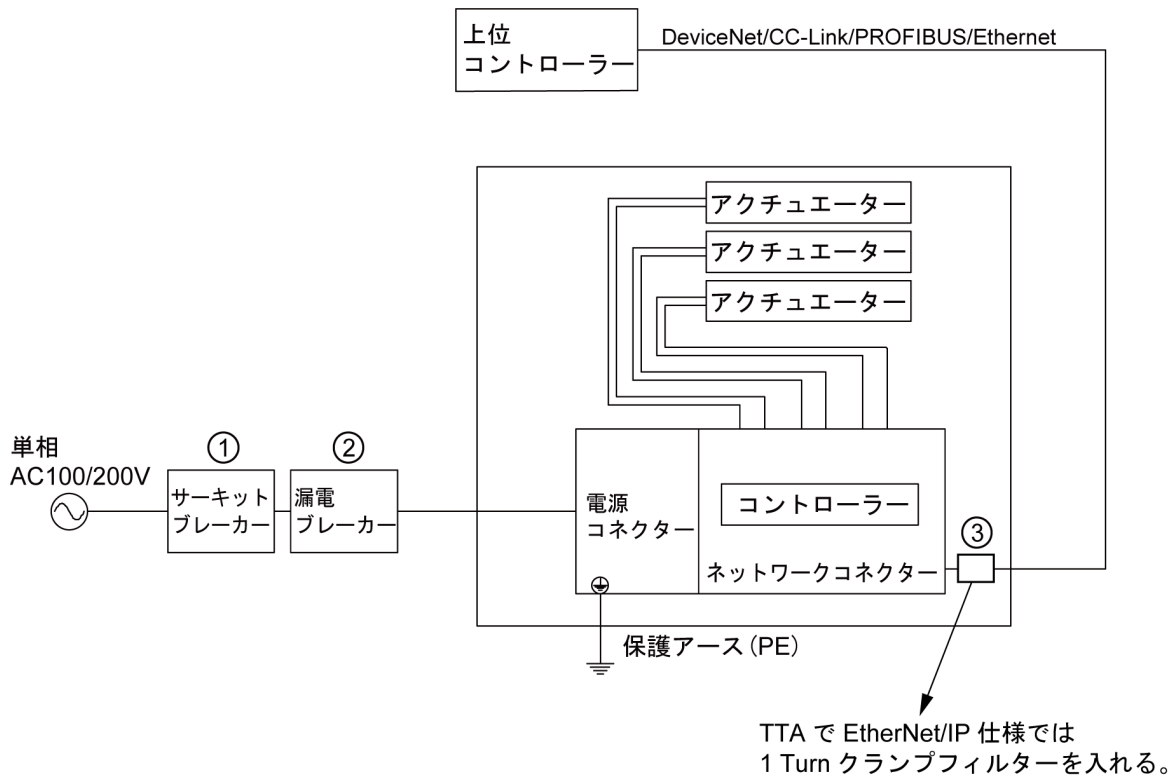 上位
コントローラー
DeviceNet/CC-Link/PROFIBUS/Ethernet
アクチュエーター
アクチュエーター
アクチュエーター
単相
AC100/200V
①
サーキット
ブレーカー
②
漏電
ブレーカー
電源
コネクター
コントローラー
ネットワークコネクター
③
保護アース(PE)
TTA で EtherNet/IP 仕様では
1 Turn クランプフィルターを入れる。